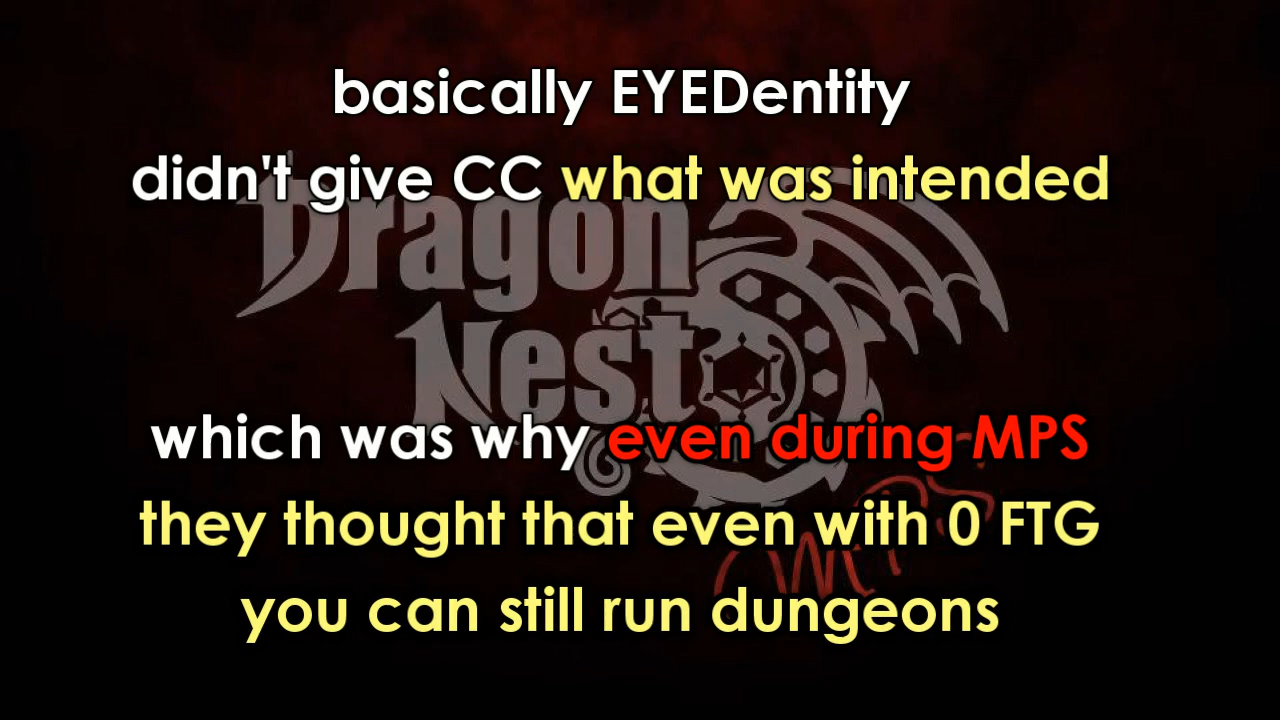 basically EYEDentity
didn't give CC what was intended
Dragon
Nest
which was why even during MPS
they thought that even with 0 FTG
you can still run dungeons